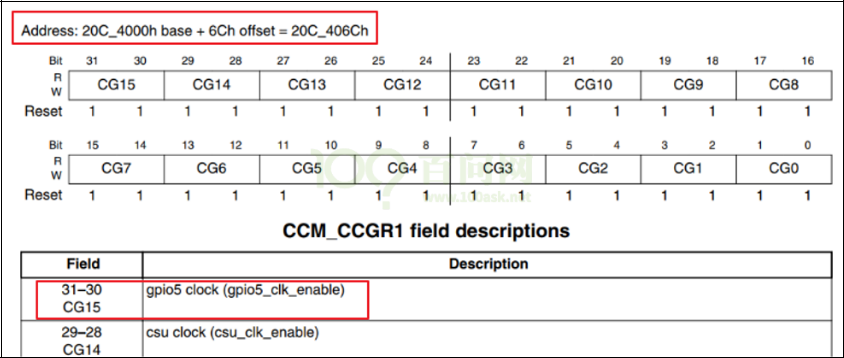 Address: 20C_4000h base + 6Ch offset = 20C_406Ch
Bit 31 30 29 28 27 26 25 24 23 22 21 20 19 18 17 16
R
W
CG15 CG14 CG13 CG12 CG11 CG10 CG9 CG8
Reset 1 1 1 1 1 1 1 1 1 1 1 1 1 1 1 1
Bit 15 14 13 12 11 10 9 8 7 6 5 4 3 2 1 0
R
W
CG7 CG6 CG5 CG4 CG3 CG2 CG1 CG0
百问网
www.100ask.net
Reset 1 1 1 1 1 1 1 1 1 1 1 1 1 1 1 1
CCM_CCGR1 field descriptions
Field Description
31–30 gpio5 clock (gpio5_clk_enable)
CG15
29–28 csu clock (csu_clk_enable)
CG14